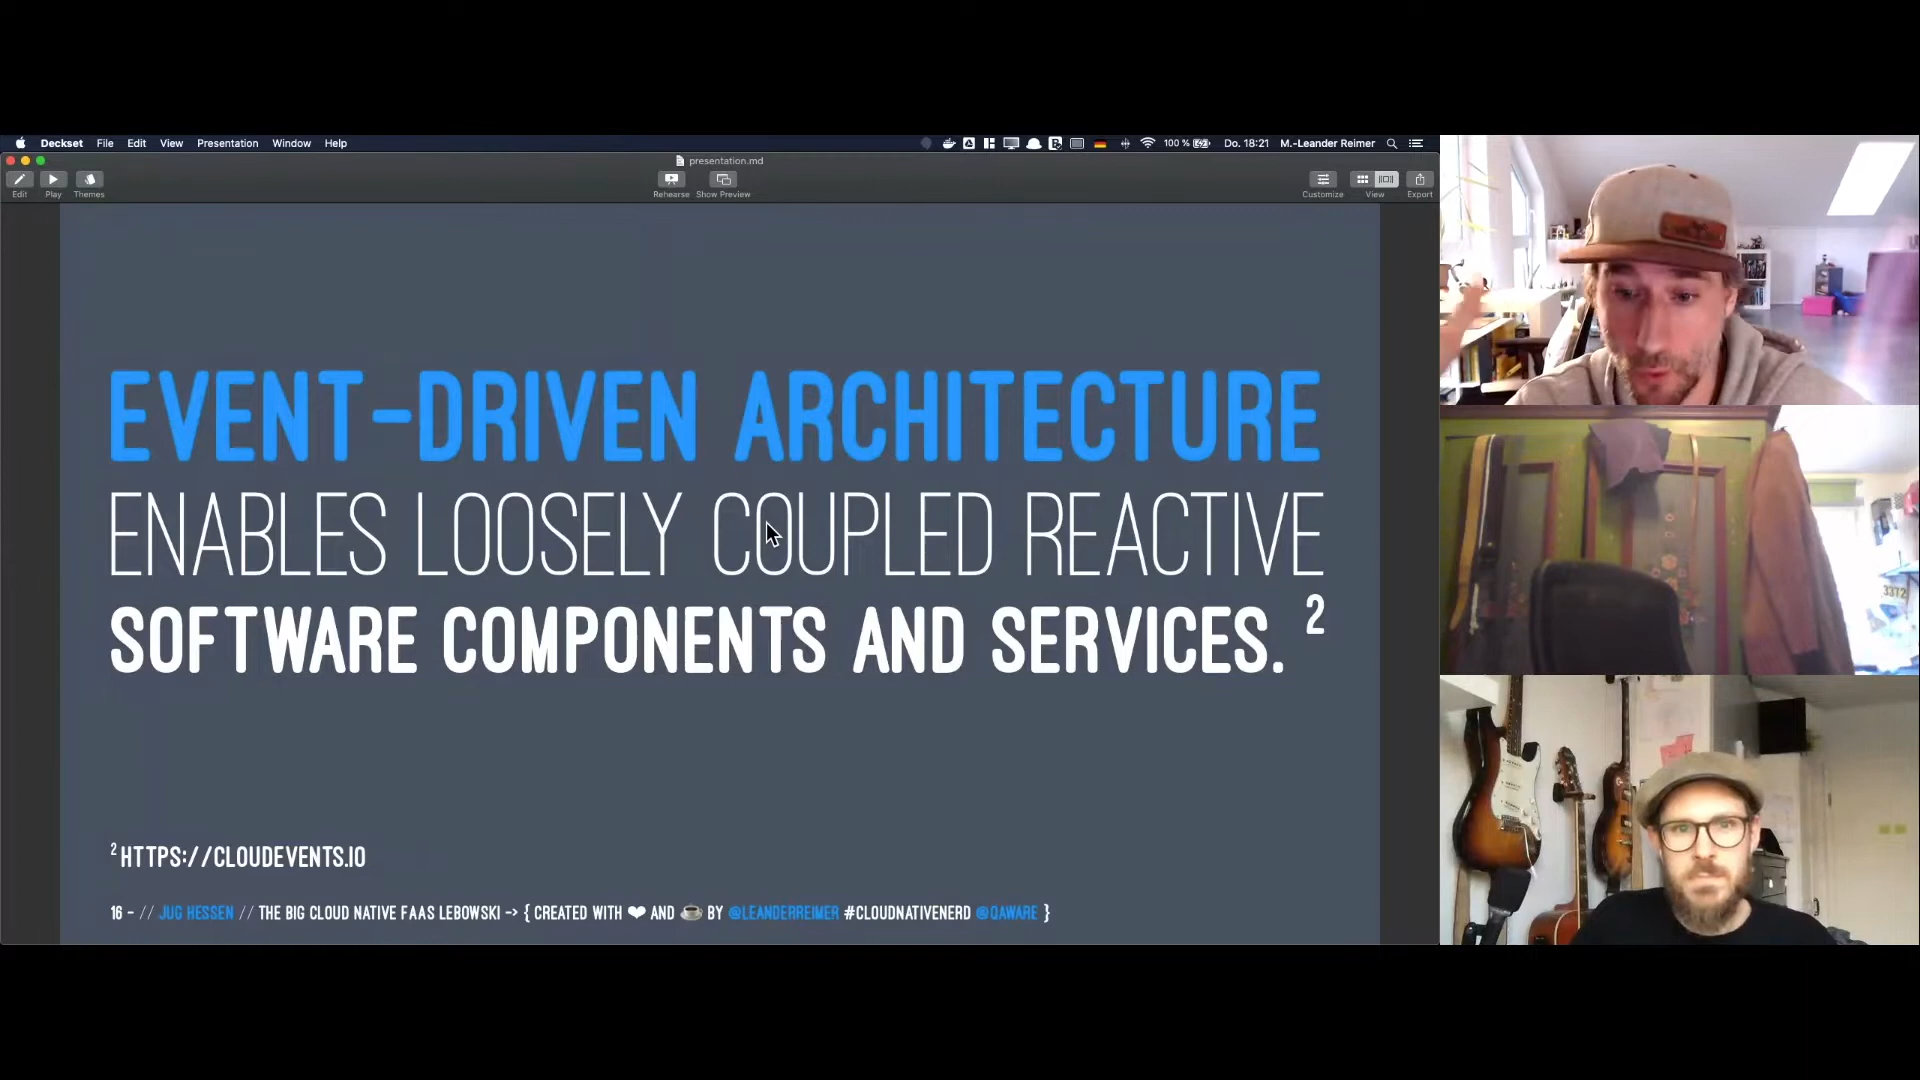 Deckset File Edit View Presentation Window Help
100 % Do. 18:21 M.-Leander Reimer
presentation.md
Edit Play Themes Rehearse Show Preview Customize View Export
EVENT-DRIVEN ARCHITECTURE
ENABLES LOOSELY COUPLED REACTIVE
SOFTWARE COMPONENTS AND SERVICES. 2
2 HTTPS://CLOUDEVENTS.IO
16 - // JUG HESSEN // THE BIG CLOUD NATIVE FAAS LEBOWSKI -> { CREATED WITH ❤ AND ☕ BY @LEANDERREIMER #CLOUDNATIVENERD @QAWARE }
3372